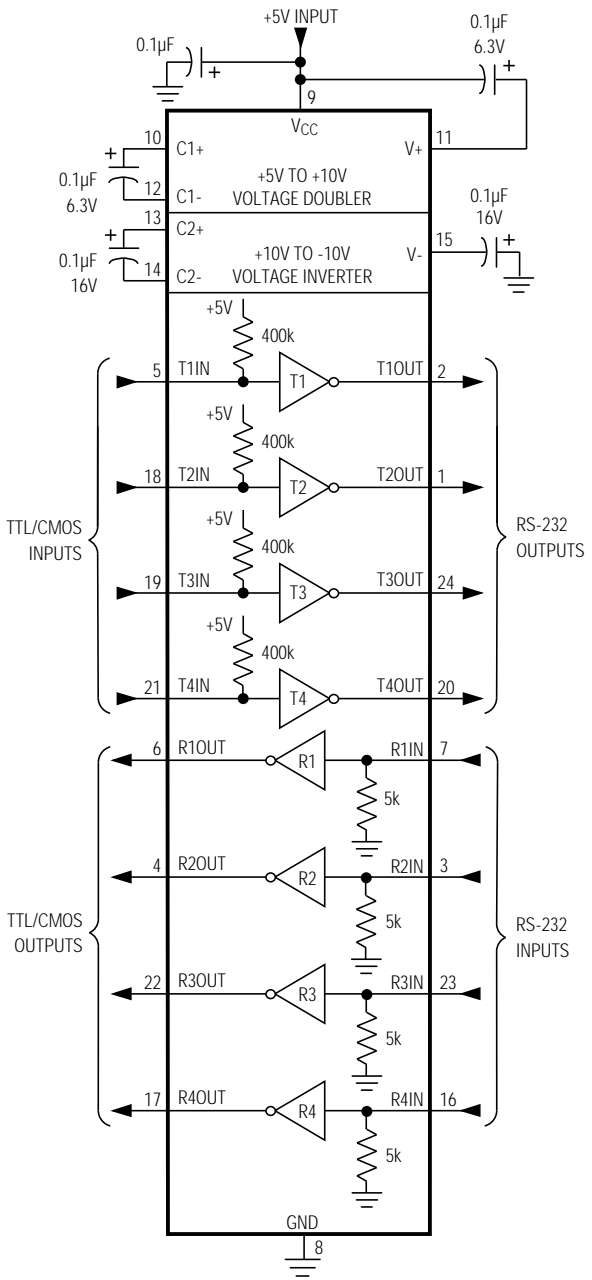 +5V INPUT
0.1µF
+
0.1µF
6.3V
+
9
VCC
10
C1+
V+
11
+
0.1µF
6.3V
+5V TO +10V
VOLTAGE DOUBLER
12
C1-
13
C2+
0.1µF
16V
+
+
0.1µF
16V
+10V TO -10V
VOLTAGE INVERTER
V-
15
14
C2-
+5V
400k
5
T1IN
T1
T1OUT
2
+5V
400k
18
T2IN
T2
T2OUT
1
TTL/CMOS
INPUTS
RS-232
OUTPUTS
+5V
400k
19
T3IN
T3
T3OUT
24
+5V
400k
21
T4IN
T4
T4OUT
20
6
R1OUT
R1
R1IN
7
5k
4
R2OUT
R2
R2IN
3
5k
TTL/CMOS
OUTPUTS
RS-232
INPUTS
22
R3OUT
R3
R3IN
23
5k
17
R4OUT
R4
R4IN
16
5k
GND
8